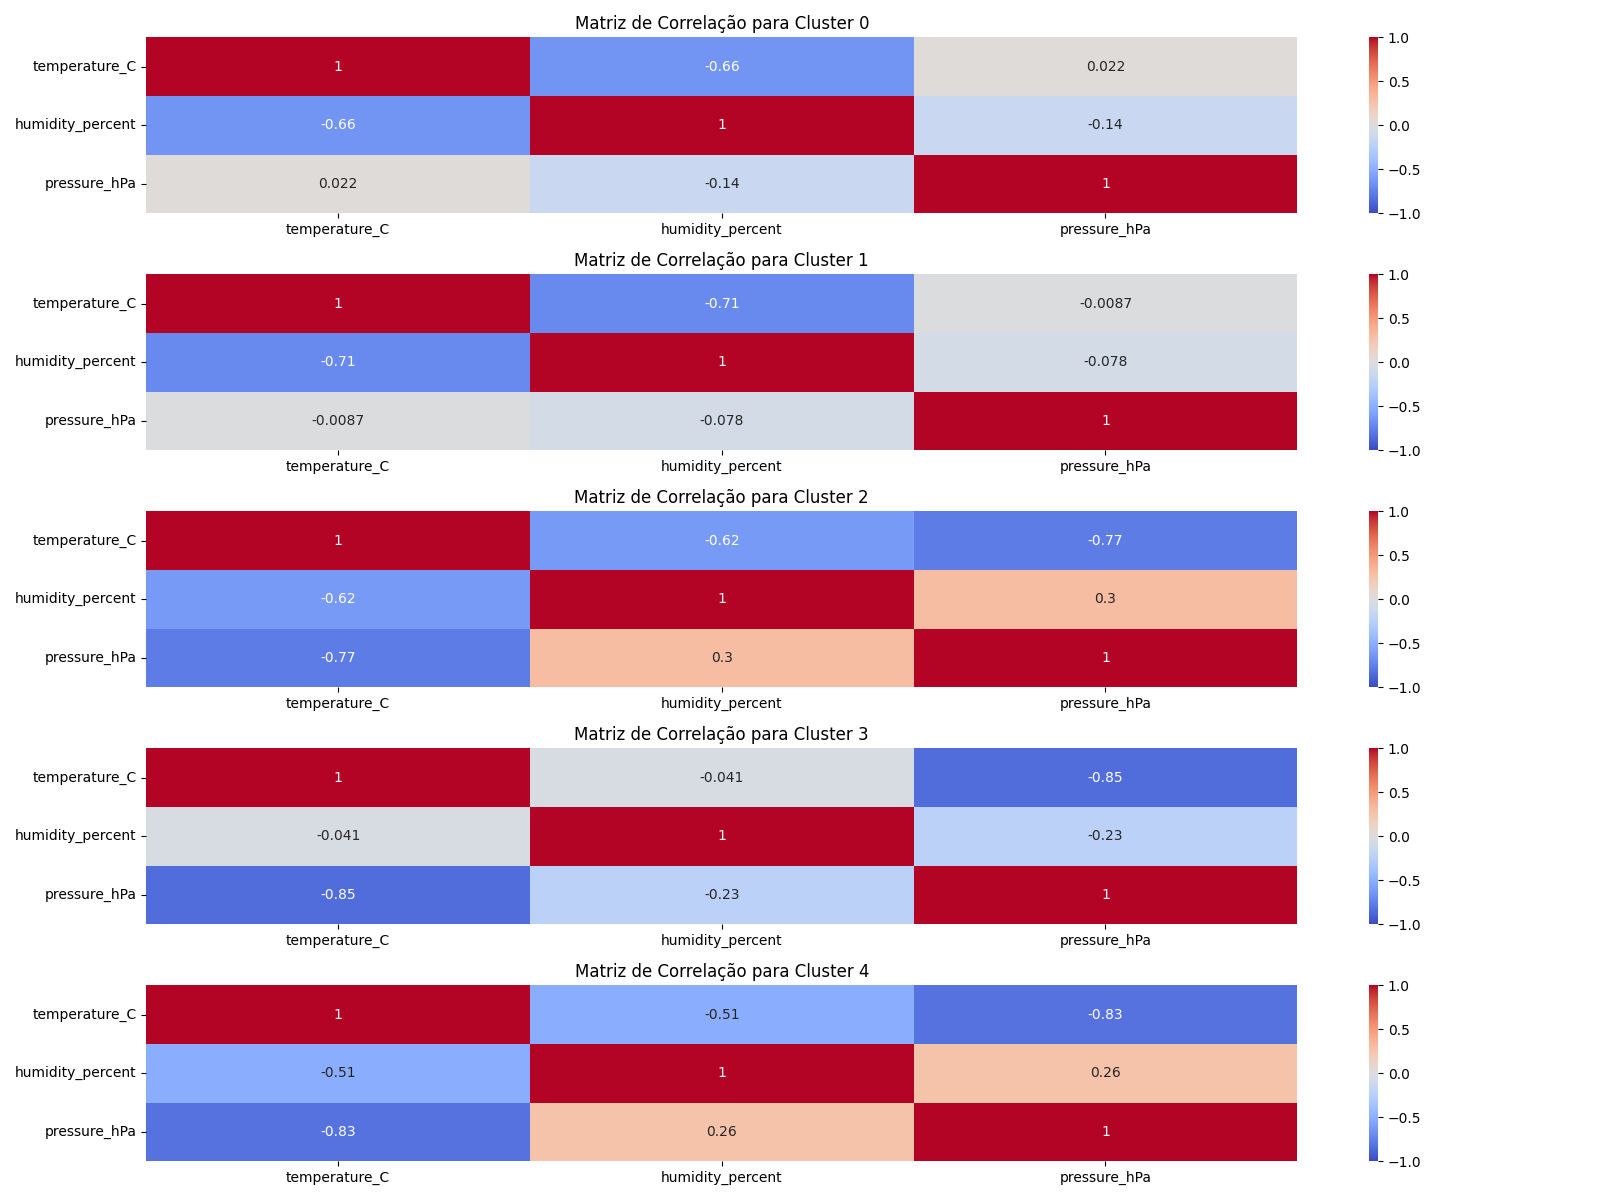 Matriz de Correlação para Cluster 0
temperature_C 1 -0.66 0.022
humidity_percent -0.66 1 -0.14
pressure_hPa 0.022 -0.14 1
temperature_C humidity_percent pressure_hPa
1.0
0.5
0.0
−0.5
−1.0
Matriz de Correlação para Cluster 1
temperature_C 1 -0.71 -0.0087
humidity_percent -0.71 1 -0.078
pressure_hPa -0.0087 -0.078 1
temperature_C humidity_percent pressure_hPa
1.0
0.5
0.0
−0.5
−1.0
Matriz de Correlação para Cluster 2
temperature_C 1 -0.62 -0.77
humidity_percent -0.62 1 0.3
pressure_hPa -0.77 0.3 1
temperature_C humidity_percent pressure_hPa
1.0
0.5
0.0
−0.5
−1.0
Matriz de Correlação para Cluster 3
temperature_C 1 -0.041 -0.85
humidity_percent -0.041 1 -0.23
pressure_hPa -0.85 -0.23 1
temperature_C humidity_percent pressure_hPa
1.0
0.5
0.0
−0.5
−1.0
Matriz de Correlação para Cluster 4
temperature_C 1 -0.51 -0.83
humidity_percent -0.51 1 0.26
pressure_hPa -0.83 0.26 1
temperature_C humidity_percent pressure_hPa
1.0
0.5
0.0
−0.5
−1.0